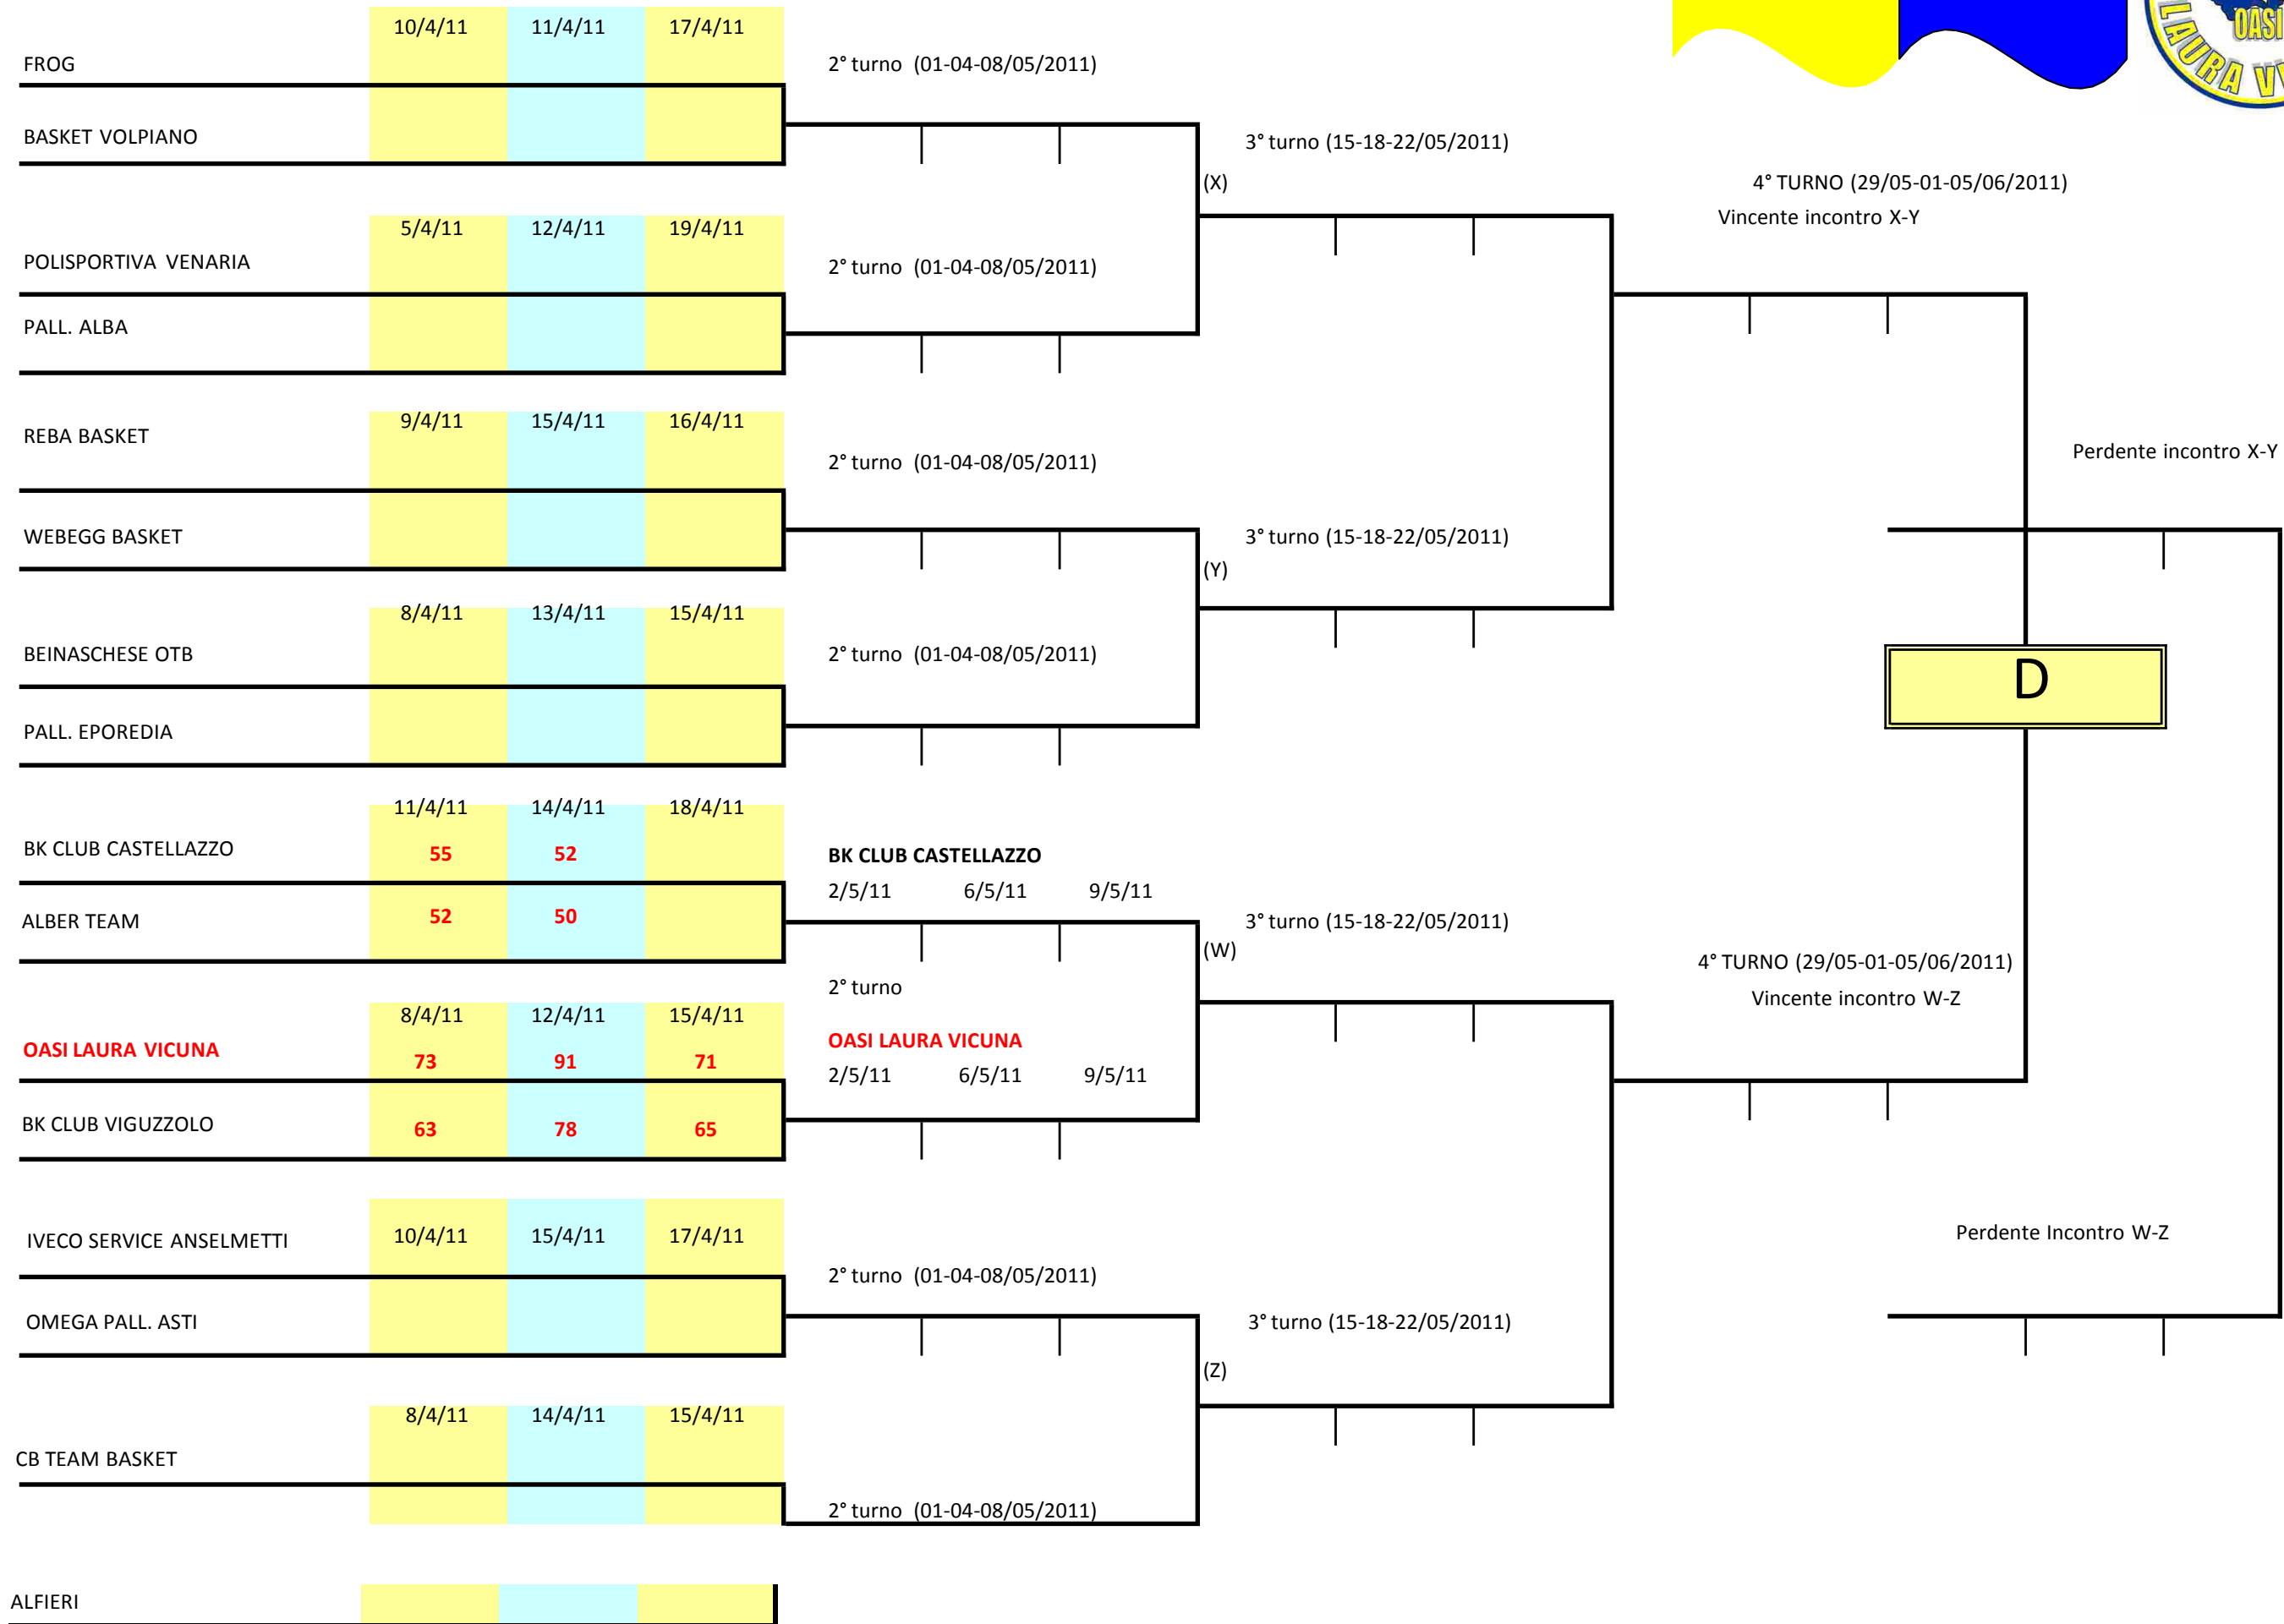 10/4/11 11/4/11 17/4/11
FROG
2° turno (01-04-08/05/2011)
OASI
LAURA
BASKET VOLPIANO
3° turno (15-18-22/05/2011)
(X)
4° TURNO (29/05-01-05/06/2011)
Vincente incontro X-Y
5/4/11 12/4/11 19/4/11
POLISPORTIVA VENARIA
2° turno (01-04-08/05/2011)
PALL. ALBA
9/4/11 15/4/11 16/4/11
REBA BASKET
2° turno (01-04-08/05/2011)
Perdente incontro X-Y
WEBEGG BASKET
3° turno (15-18-22/05/2011)
(Y)
8/4/11 13/4/11 15/4/11
BEINASCHESE OTB
2° turno (01-04-08/05/2011)
D
PALL. EPOREDIA
11/4/11 14/4/11 18/4/11
BK CLUB CASTELLAZZO 55 52
BK CLUB CASTELLAZZO
2/5/11 6/5/11 9/5/11
ALBER TEAM 52 50
3° turno (15-18-22/05/2011)
(W)
4° TURNO (29/05-01-05/06/2011)
Vincente incontro W-Z
2° turno
8/4/11 12/4/11 15/4/11
OASI LAURA VICUNA 73 91 71
OASI LAURA VICUNA
2/5/11 6/5/11 9/5/11
BK CLUB VIGUZZOLO 63 78 65
IVECO SERVICE ANSELMETTI 10/4/11 15/4/11 17/4/11
Perdente Incontro W-Z
2° turno (01-04-08/05/2011)
OMEGA PALL. ASTI
3° turno (15-18-22/05/2011)
(Z)
8/4/11 14/4/11 15/4/11
CB TEAM BASKET
2° turno (01-04-08/05/2011)
ALFIERI